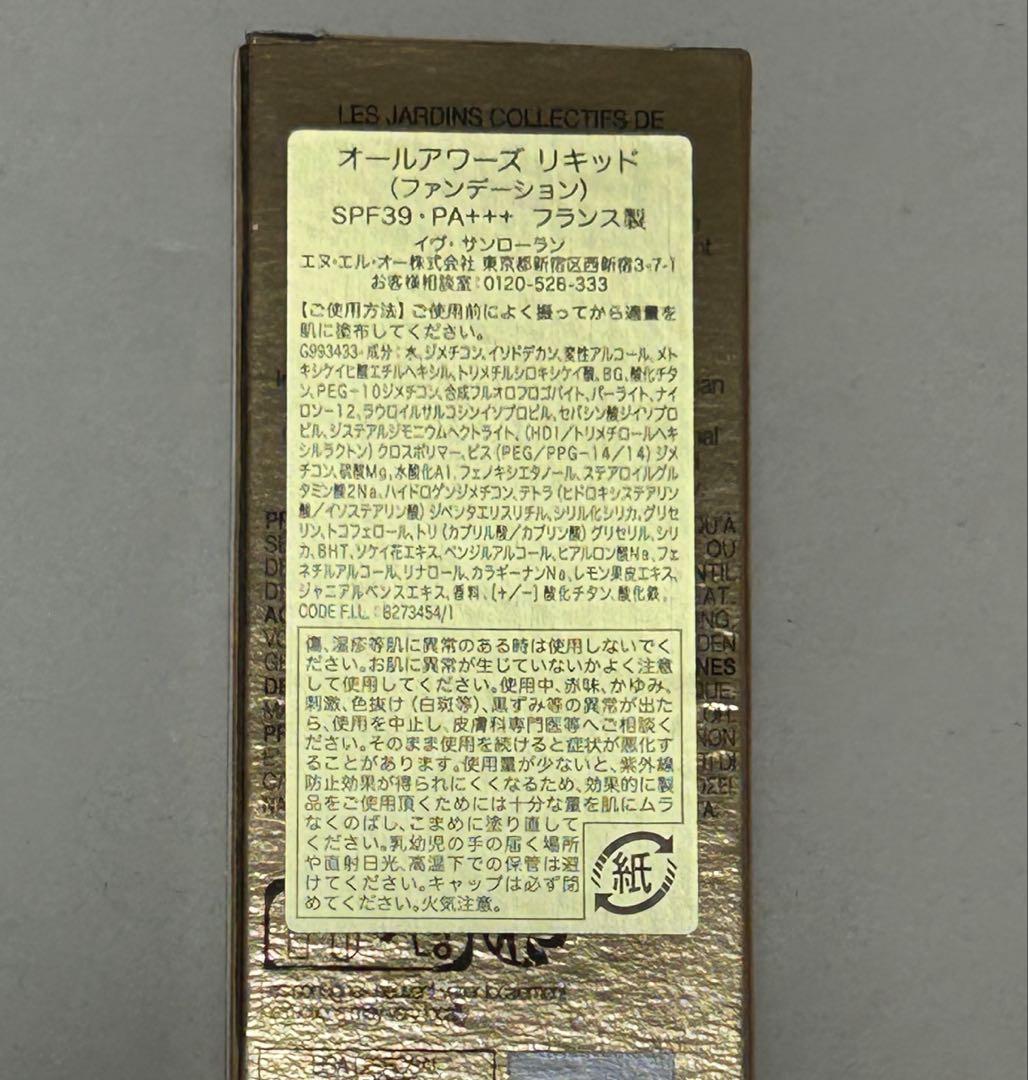 LES JARDINS COLLECTIFS DE
オールアワーズ リキッド
(ファンデーション)
SPF39・PA+++ フランス製
イヴ・サンローラン
エヌ・エル・オー株式会社 東京都新宿区西新宿3-7-1
お客様相談室:0120-528-333
【ご使用方法】ご使用前によく振ってから適量を
肌に塗布してください。
G993433・成分:水、ジメチコン、イソドデカン、変性アルコール、メト
キシケイヒ酸エチルヘキシル、トリメチルシロキシケイ酸、BG、酸化チタ
ン、PEG-10ジメチコン、合成フルオロフロゴパイト、パーライト、ナイ
ロン-12、ラウロイルサルコシンイソプロピル、セバシン酸ジイソプロ
ピル、ジステアルジモニウムヘクトライト、(HDI/トリメチロールヘキ
シルラクトン)クロスポリマー、ビス(PEG/PPG-14/14)ジメ
チコン、硫酸Mg、水酸化Al、フェノキシエタノール、ステアロイルグル
タミン酸2Na、ハイドロゲンジメチコン、テトラ(ヒドロキシステアリン
酸/イソステアリン酸)ジペンタエリスリチル、シリル化シリカ、グリセ
リン、トコフェロール、トリ(カプリル酸/カプリン酸)グリセリル、シリ
カ、BHT、ソケイ花エキス、ベンジルアルコール、ヒアルロン酸Na、フェ
ネチルアルコール、リナロール、カラギーナンNa、レモン果皮エキス、
ジャニアルベンスエキス、香料、[+/-]酸化チタン、酸化鉄。
CODE F.I.L. : B273454/1
傷、湿疹等肌に異常のある時は使用しないでく
ださい。お肌に異常が生じていないかよく注意
して使用してください。使用中、赤味、かゆみ、
刺激、色抜け(白斑等)、黒ずみ等の異常が出た
ら、使用を中止し、皮膚科専門医等へご相談く
ださい。そのまま使用を続けると症状が悪化す
ることがあります。使用量が少ないと、紫外線
防止効果が得られにくくなるため、効果的に製
品をご使用頂くためには十分な量を肌にムラ
なくのばし、こまめに塗り直して
ください。乳幼児の手の届く場所
や直射日光、高温下での保管は避
けてください。キャップは必ず閉
めてください。火気注意。
紙